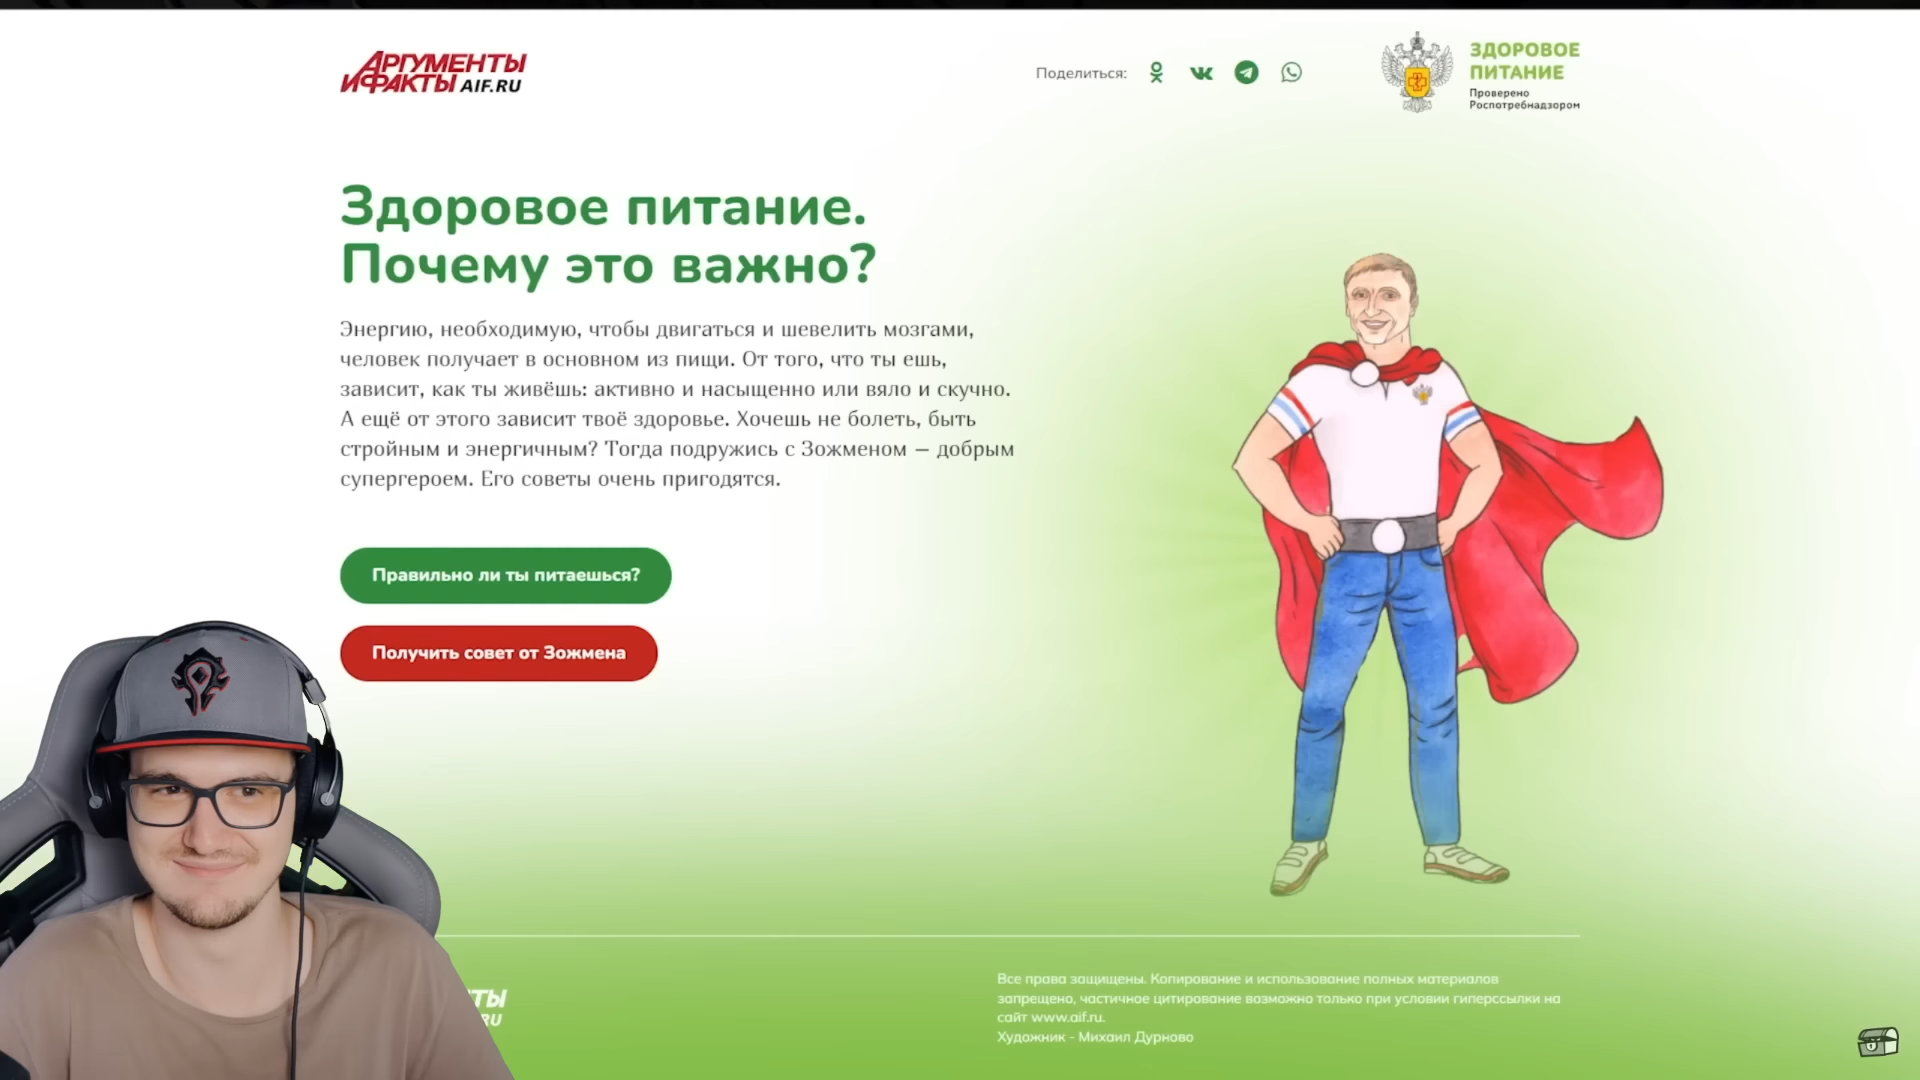 АРГУМЕНТЫ
И ФАКТЫ AIF.RU
Поделиться:
ЗДОРОВОЕ
ПИТАНИЕ
Проверено
Роспотребнадзором
Здоровое питание.
Почему это важно?
Энергию, необходимую, чтобы двигаться и шевелить мозгами,
человек получает в основном из пищи. От того, что ты ешь,
зависит, как ты живёшь: активно и насыщенно или вяло и скучно.
А ещё от этого зависит твоё здоровье. Хочешь не болеть, быть
стройным и энергичным? Тогда подружись с Зожменом – добрым
супергероем. Его советы очень пригодятся.
Правильно ли ты питаешься?
Получить совет от Зожмена
ТЫ
RU
Все права защищены. Копирование и использование полных материалов
запрещено, частичное цитирование возможно только при условии гиперссылки на
сайт www.aif.ru.
Художник - Михаил Дурново